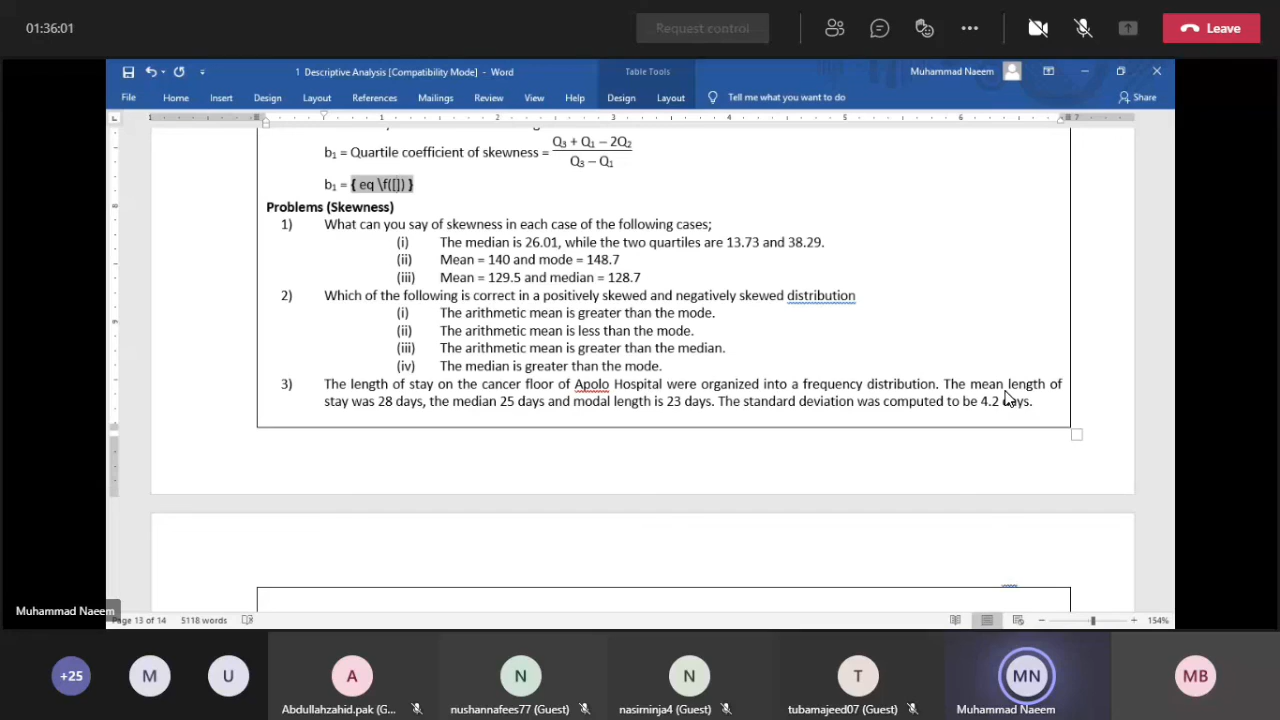 01:36:01
Request control
Leave
1 Descriptive Analysis [Compatibility Mode] - Word
Table Tools
Muhammad Naeem
File Home Insert Design Layout References Mailings Review View Help Design Layout Tell me what you want to do Share
b₁ = Quartile coefficient of skewness = Q₃ + Q₁ – 2Q₂
Q₃ – Q₁
b₁ = { eq \f([]) }
Problems (Skewness)
1) What can you say of skewness in each case of the following cases;
(i) The median is 26.01, while the two quartiles are 13.73 and 38.29.
(ii) Mean = 140 and mode = 148.7
(iii) Mean = 129.5 and median = 128.7
2) Which of the following is correct in a positively skewed and negatively skewed distribution
(i) The arithmetic mean is greater than the mode.
(ii) The arithmetic mean is less than the mode.
(iii) The arithmetic mean is greater than the median.
(iv) The median is greater than the mode.
3) The length of stay on the cancer floor of Apolo Hospital were organized into a frequency distribution. The mean length of
stay was 28 days, the median 25 days and modal length is 23 days. The standard deviation was computed to be 4.2 days.
Muhammad Naeem
Page 13 of 14 5118 words
154%
+25 M U A N N T MN MB
Abdullahzahid.pak (G... nushannafees77 (Guest) nasirninja4 (Guest) tubamajeed07 (Guest) Muhammad Naeem